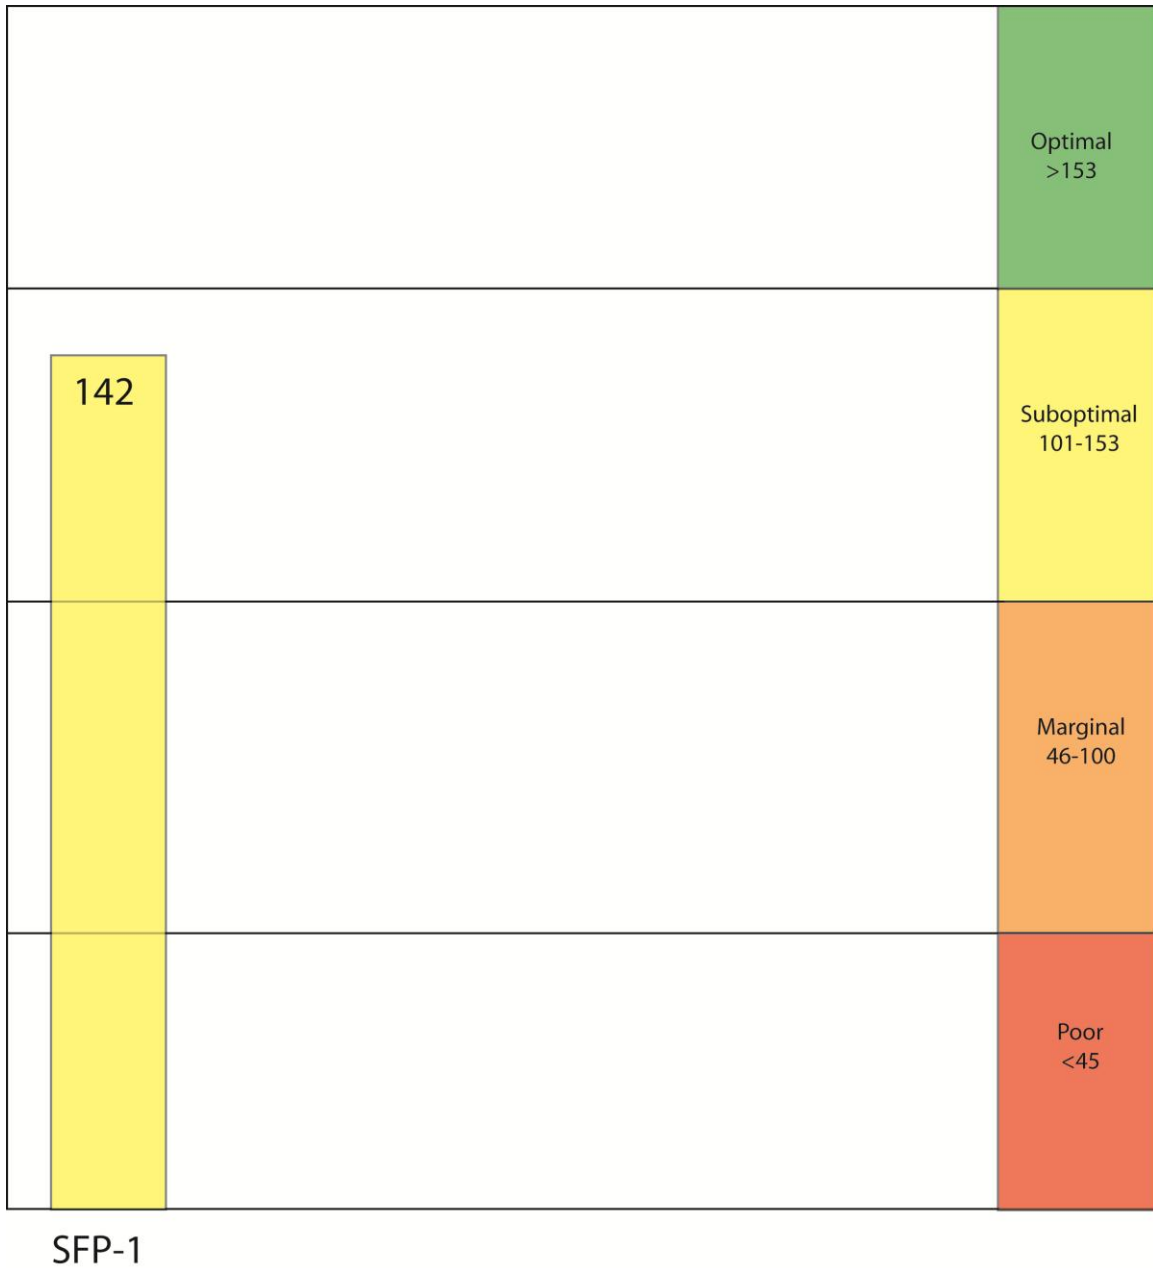 Optimal
>153
142
Suboptimal
101-153
Marginal
46-100
Poor
<45
SFP-1